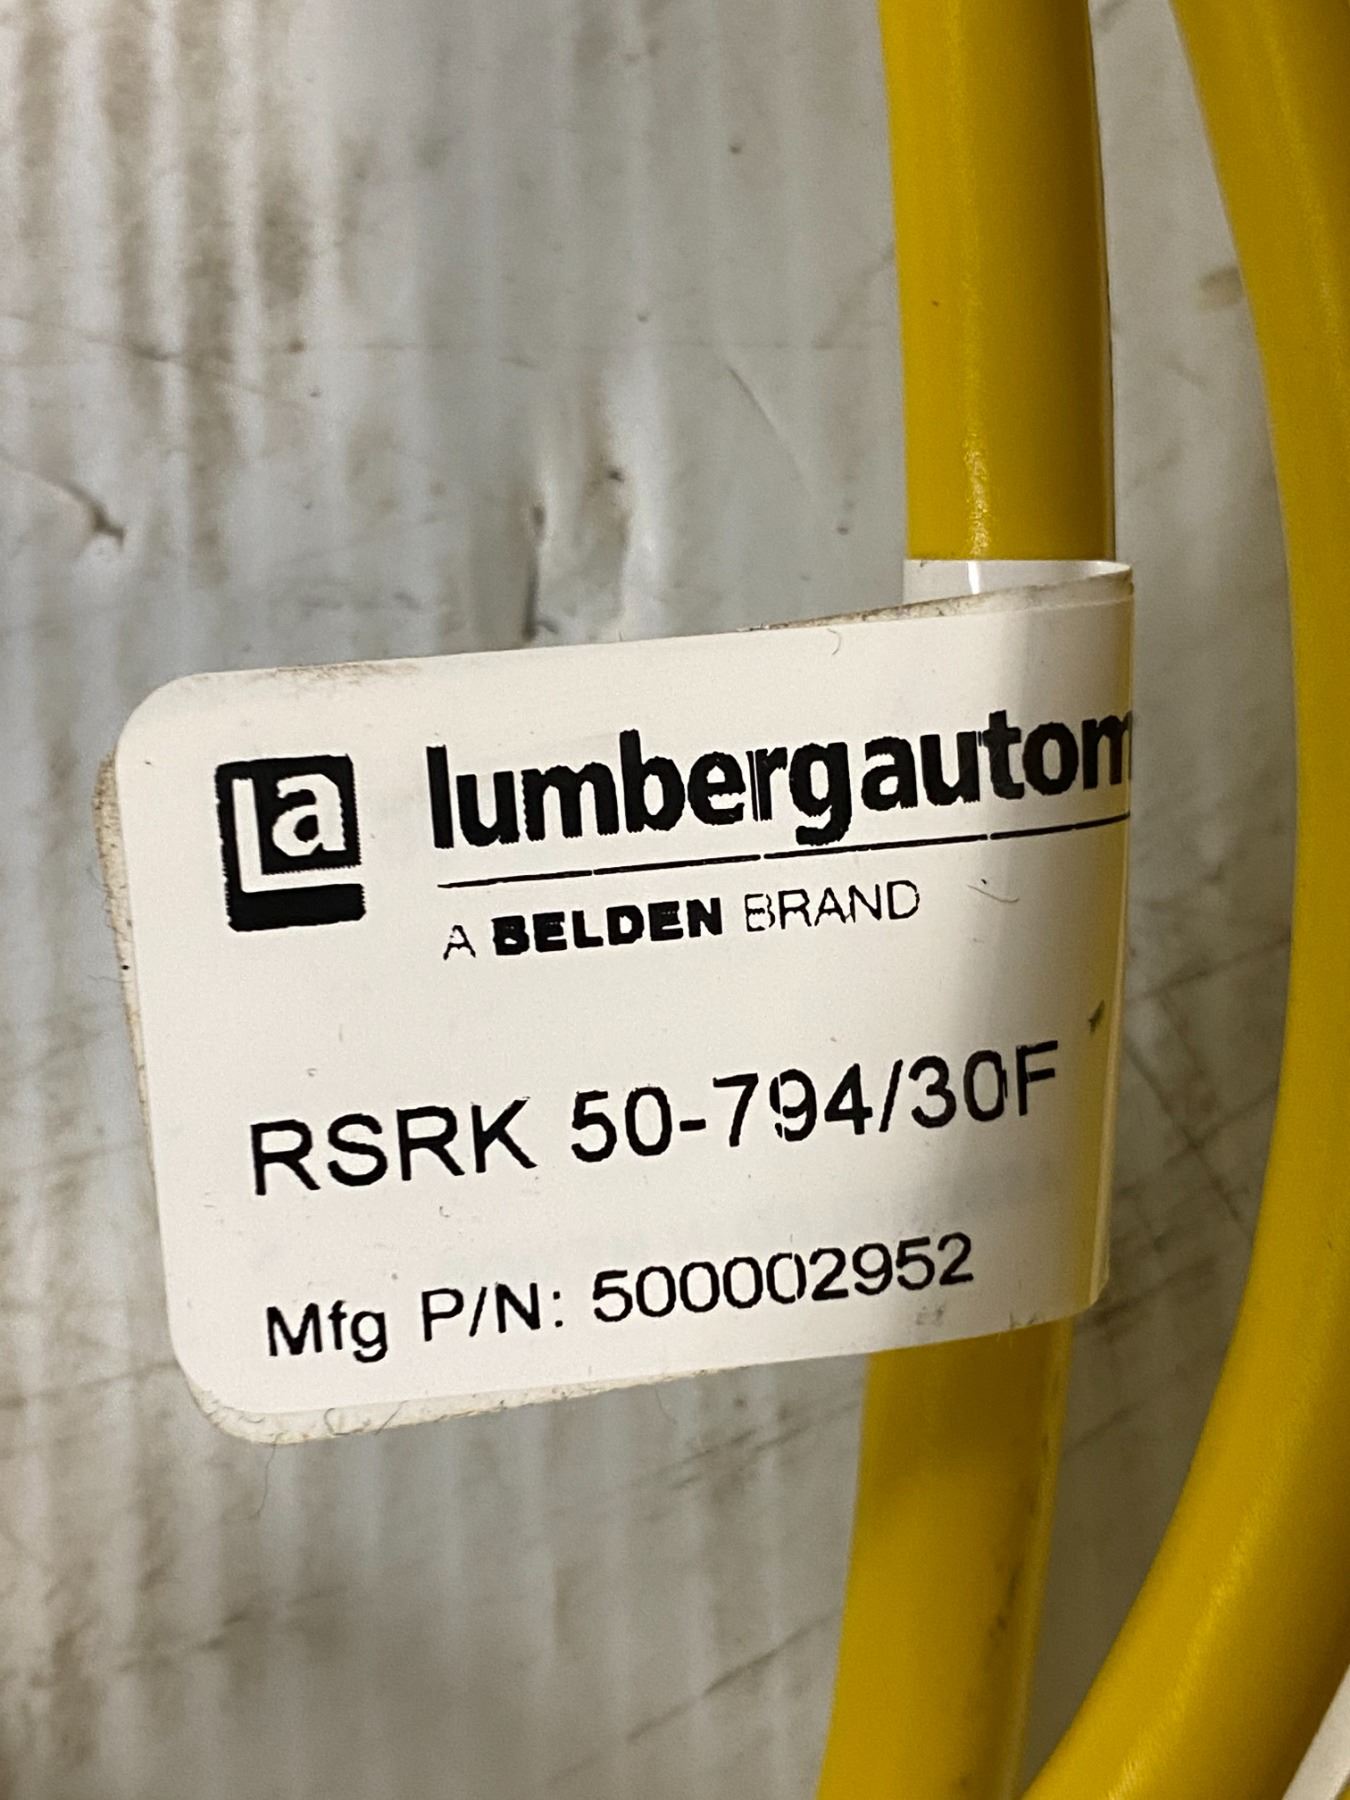 la lumbergautom
A BELDEN BRAND
RSRK 50-794/30F
Mfg P/N: 500002952